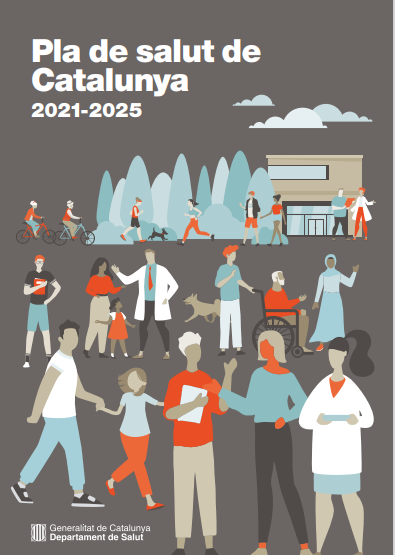 Pla de salut de
Catalunya
2021-2025
Generalitat de Catalunya
Departament de Salut